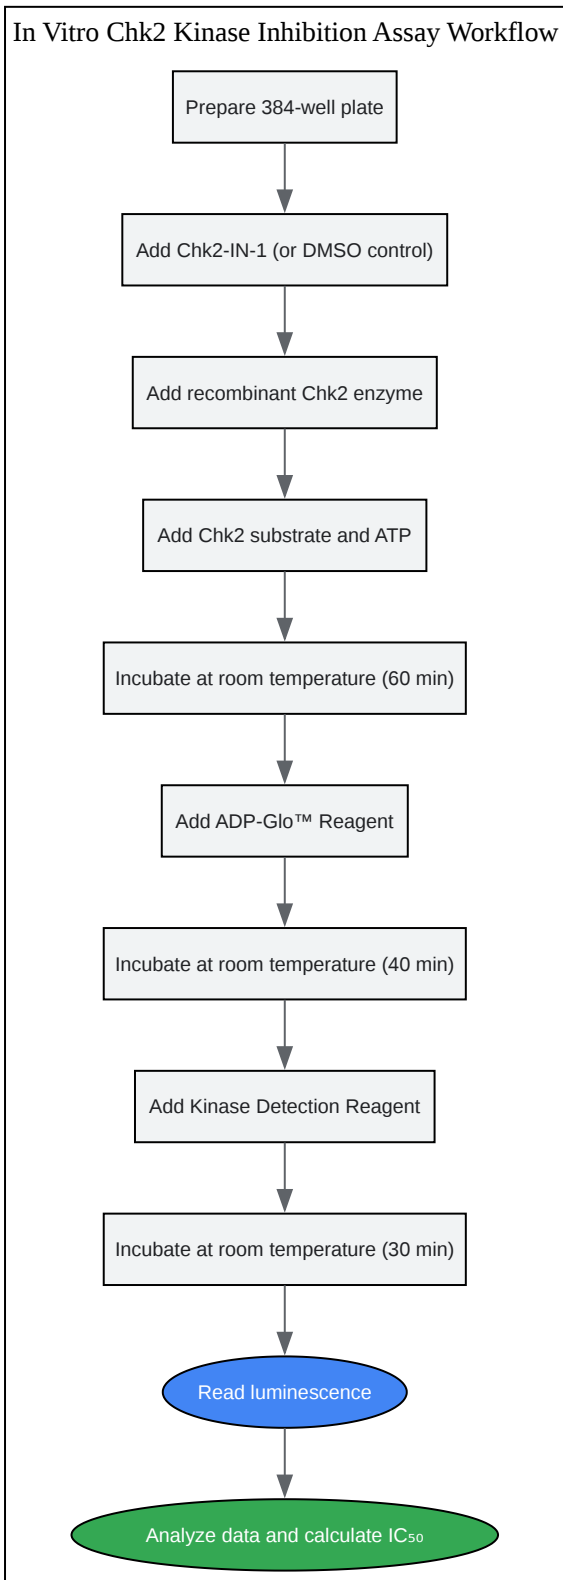 In Vitro Chk2 Kinase Inhibition Assay Workflow
Prepare 384-well plate
Add Chk2-IN-1 (or DMSO control)
Add recombinant Chk2 enzyme
Add Chk2 substrate and ATP
Incubate at room temperature (60 min)
Add ADP-Glo™ Reagent
Incubate at room temperature (40 min)
Add Kinase Detection Reagent
Incubate at room temperature (30 min)
Read luminescence
Analyze data and calculate IC₅₀